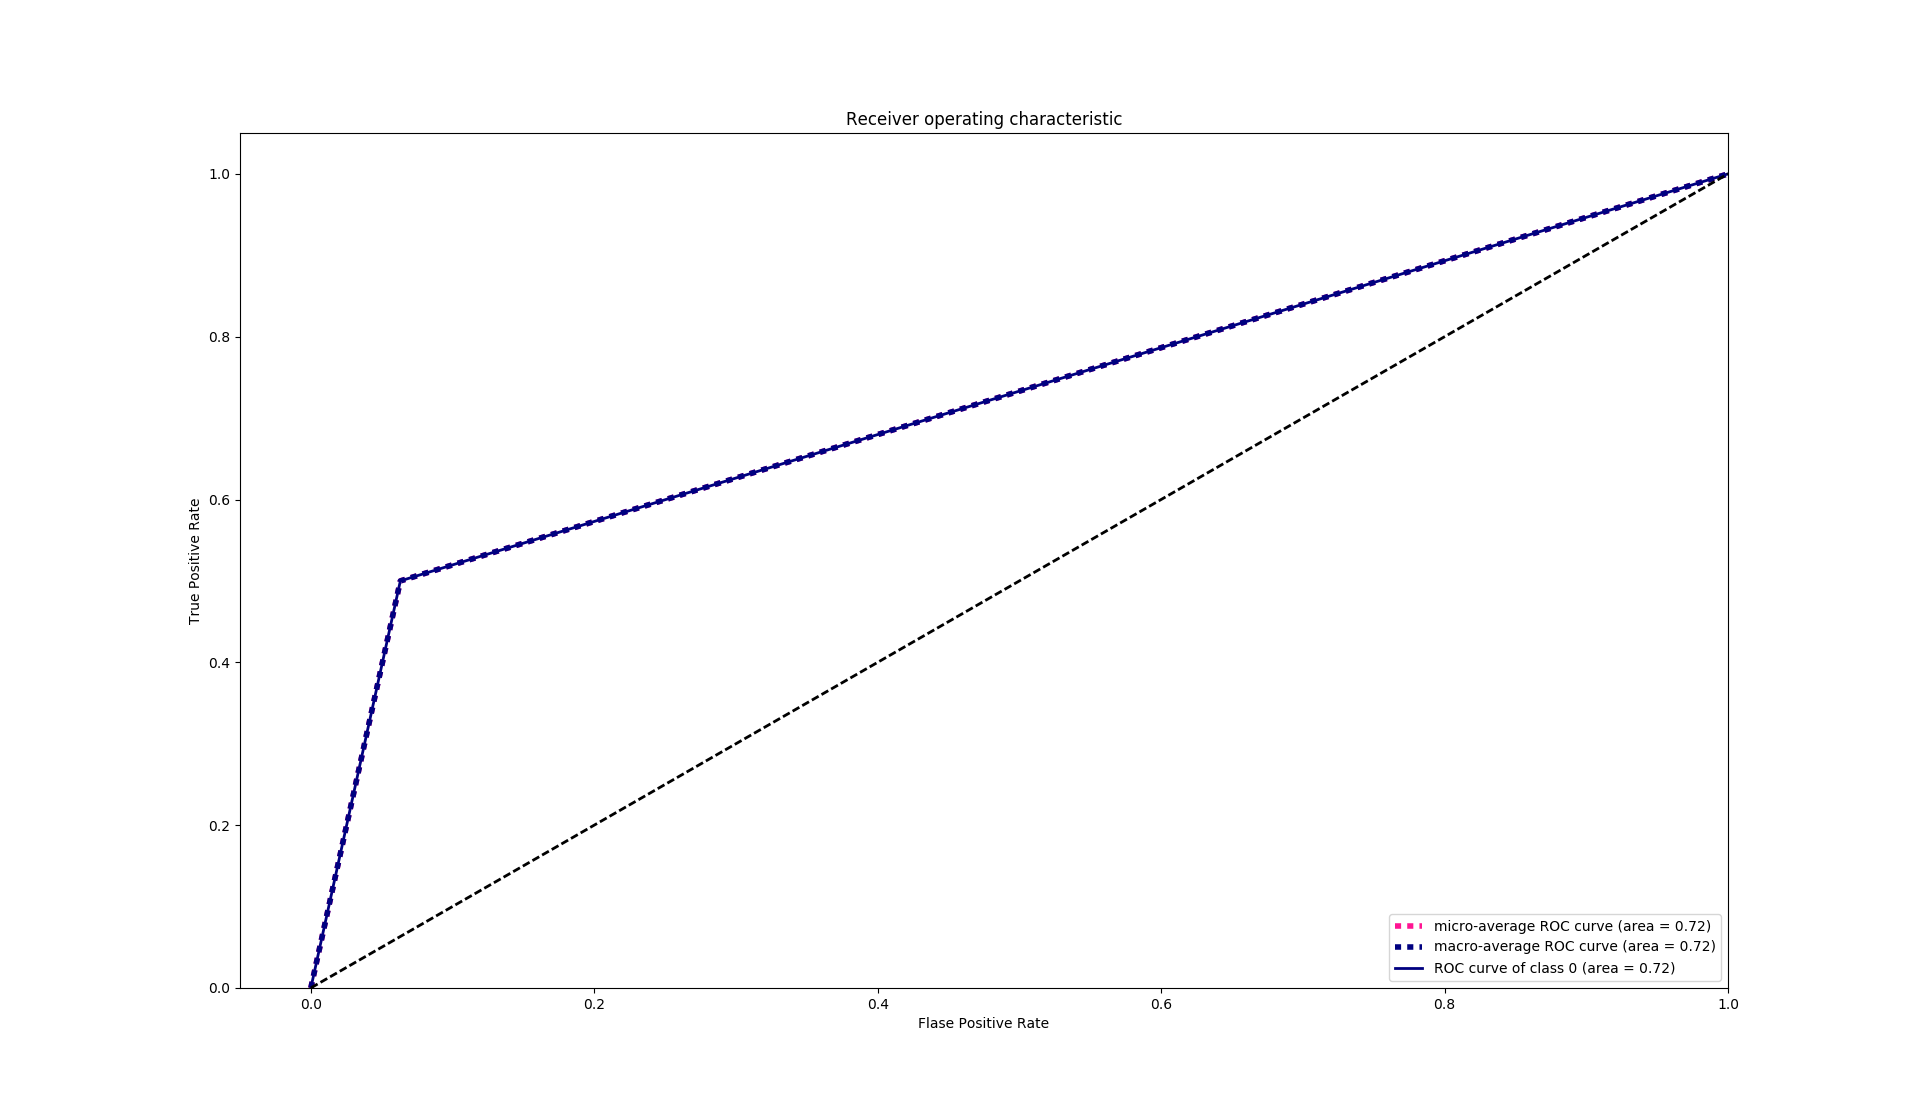 Receiver operating characteristic
1.0
0.8
0.6
0.4
0.2
0.0
True Positive Rate
0.0 0.2 0.4 0.6 0.8 1.0
Flase Positive Rate
micro-average ROC curve (area = 0.72)
macro-average ROC curve (area = 0.72)
ROC curve of class 0 (area = 0.72)